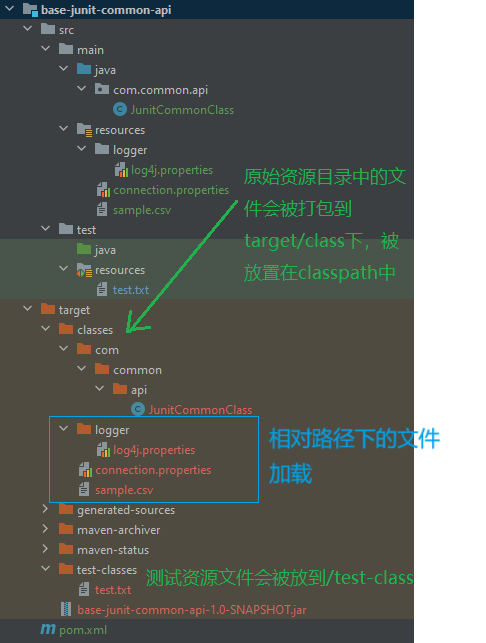 base-junit-common-api
src
main
java
com.common.api
JunitCommonClass
resources
logger
log4j.properties
connection.properties
sample.csv
原始资源目录中的文
件会被打包到
target/class下，被
放置在classpath中
test
java
resources
test.txt
target
classes
com
common
api
JunitCommonClass
logger
log4j.properties
connection.properties
sample.csv
相对路径下的文件
加载
generated-sources
maven-archiver
maven-status
test-classes
test.txt
测试资源文件会被放到/test-class
base-junit-common-api-1.0-SNAPSHOT.jar
pom.xml